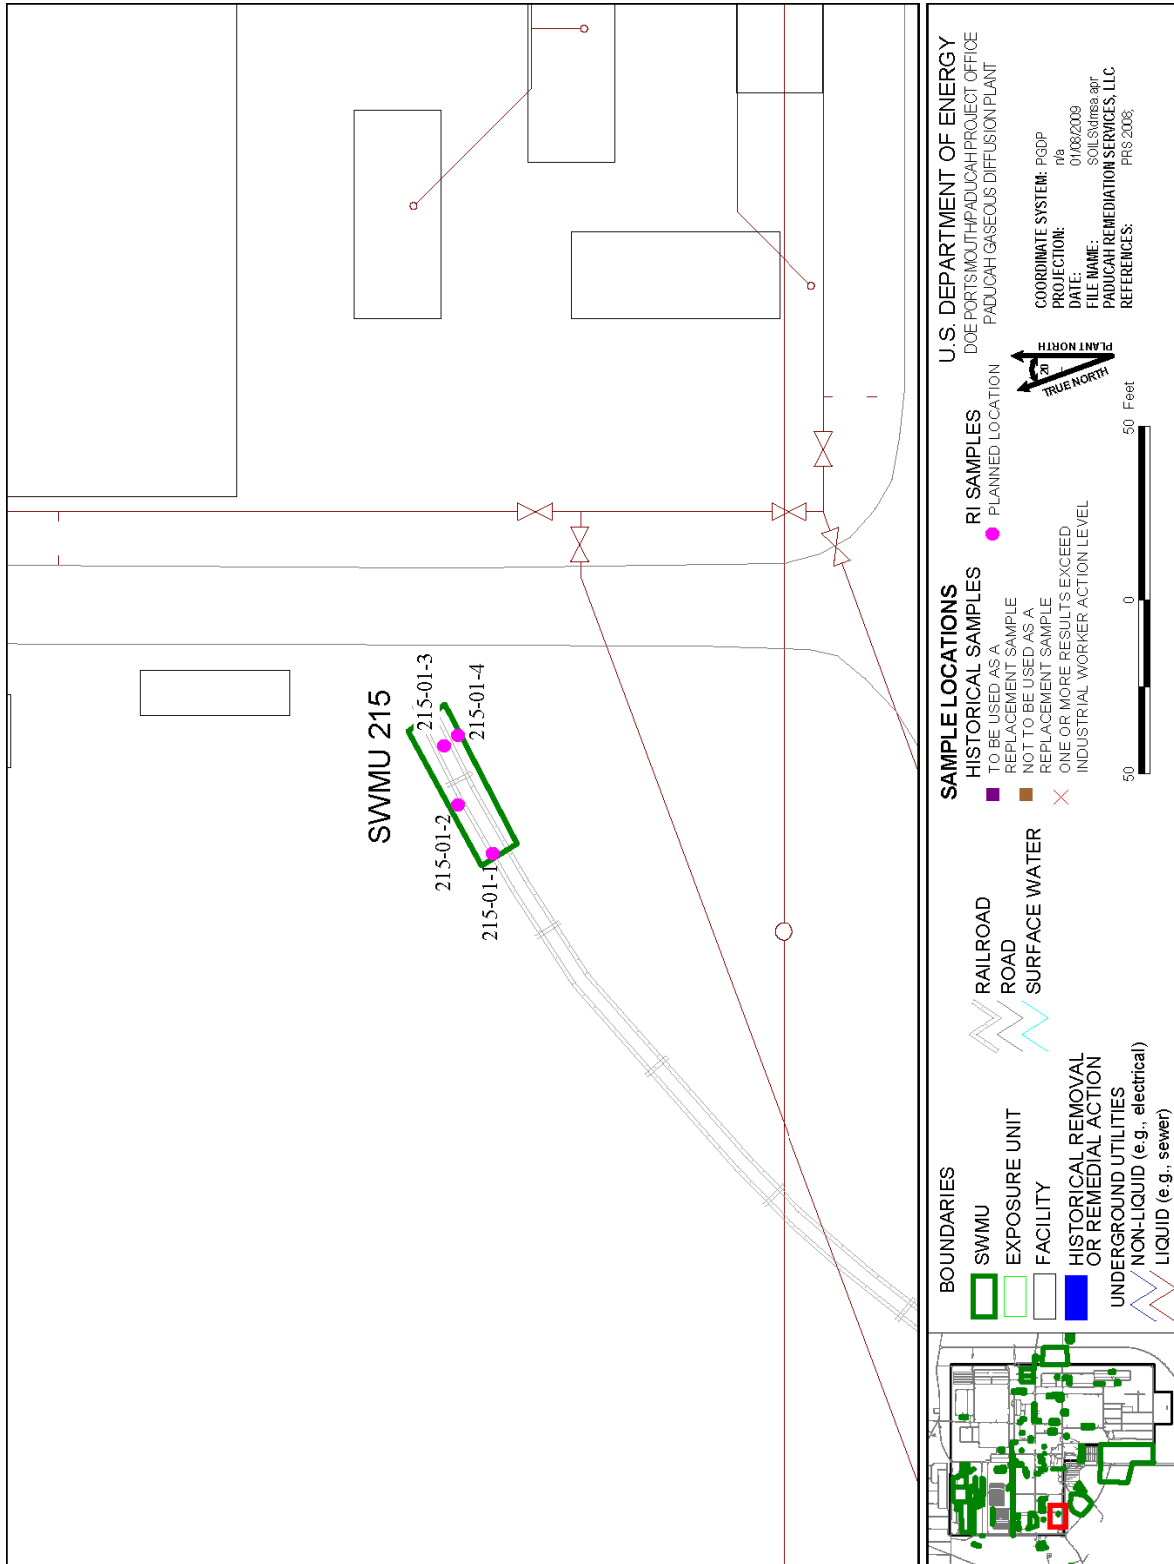 SWMU 215
215-01-3
215-01-4
215-01-2
215-01-1
BOUNDARIES
SWMU
EXPOSURE UNIT
FACILITY
HISTORICAL REMOVAL
OR REMEDIAL ACTION
UNDERGROUND UTILITIES
NON-LIQUID (e.g., electrical)
LIQUID (e.g., sewer)
RAILROAD
ROAD
SURFACE WATER
SAMPLE LOCATIONS
HISTORICAL SAMPLES
TO BE USED AS A
REPLACEMENT SAMPLE
NOT TO BE USED AS A
REPLACEMENT SAMPLE
ONE OR MORE RESULTS EXCEED
INDUSTRIAL WORKER ACTION LEVEL
RI SAMPLES
PLANNED LOCATION
50 0 50 Feet
TRUE NORTH
20
PLANT NORTH
U.S. DEPARTMENT OF ENERGY
DOE PORTSMOUTH/PADUCAH PROJECT OFFICE
PADUCAH GASEOUS DIFFUSION PLANT
COORDINATE SYSTEM: PGDP
PROJECTION: n/a
DATE: 01/08/2009
FILE NAME: SOILS\dmsa.apr
PADUCAH REMEDIATION SERVICES, LLC
REFERENCES: PRS 2008;